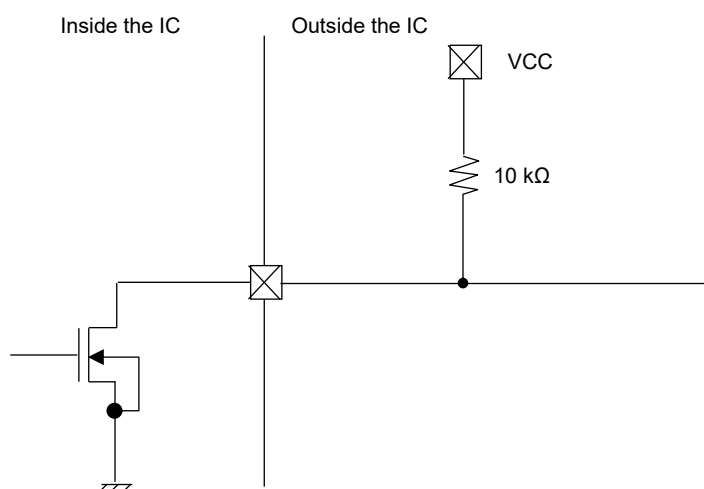 Inside the IC
Outside the IC
VCC
10 kΩ